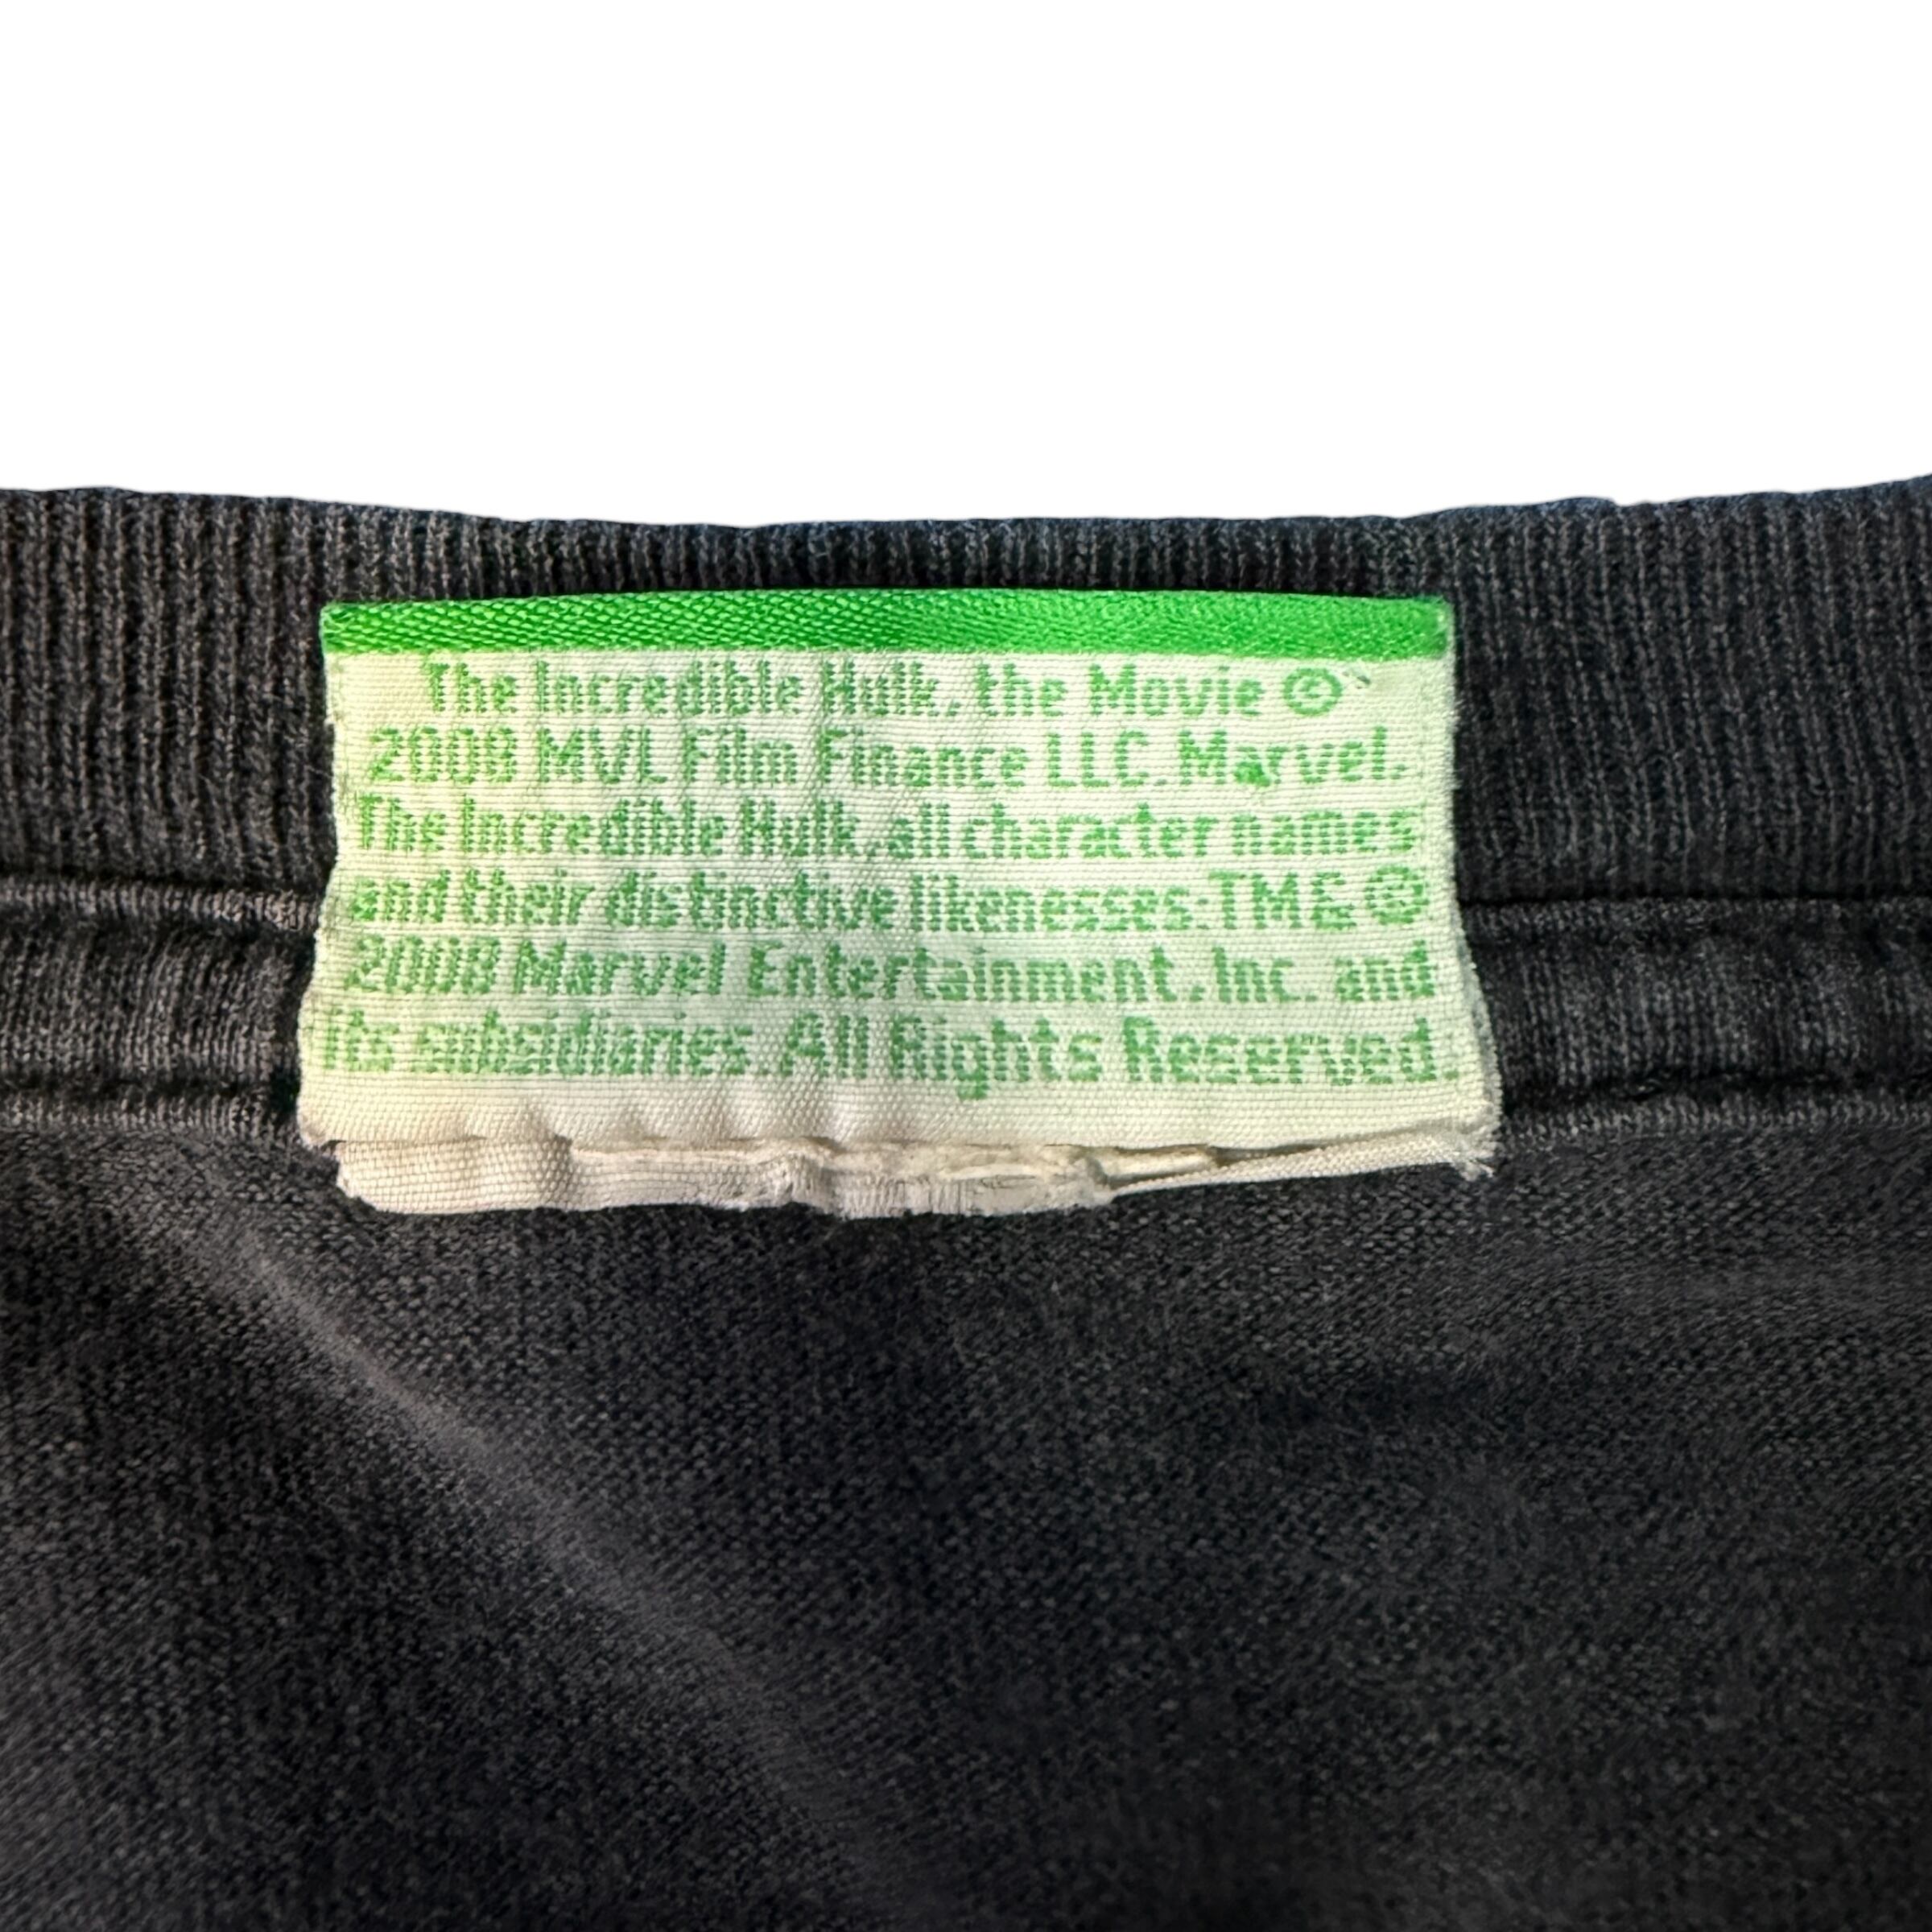 The Incredible Hulk, the Movie ©
2008 MVL Film Finance LLC. Marvel,
The Incredible Hulk, all character names
and their distinctive likenesses: TM & ©
2008 Marvel Entertainment, Inc. and
its subsidiaries. All Rights Reserved.